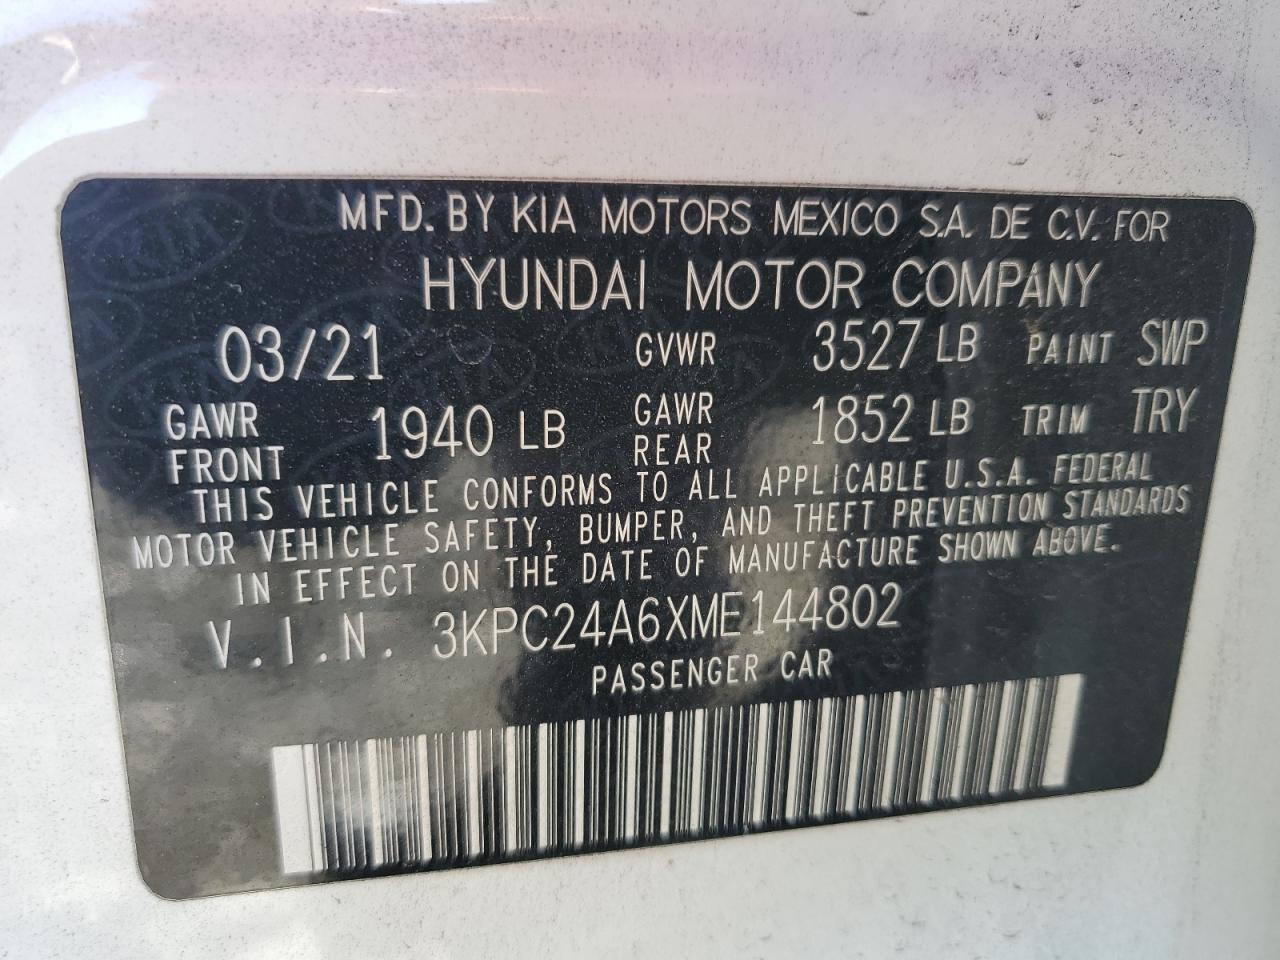 MFD. BY KIA MOTORS MEXICO S.A. DE C.V. FOR
HYUNDAI MOTOR COMPANY
03/21 GVWR 3527 LB PAINT SWP
GAWR FRONT 1940 LB GAWR REAR 1852 LB TRIM TRY
THIS VEHICLE CONFORMS TO ALL APPLICABLE U.S.A. FEDERAL
MOTOR VEHICLE SAFETY, BUMPER, AND THEFT PREVENTION STANDARDS
IN EFFECT ON THE DATE OF MANUFACTURE SHOWN ABOVE.
V.I.N. 3KPC24A6XME144802
PASSENGER CAR